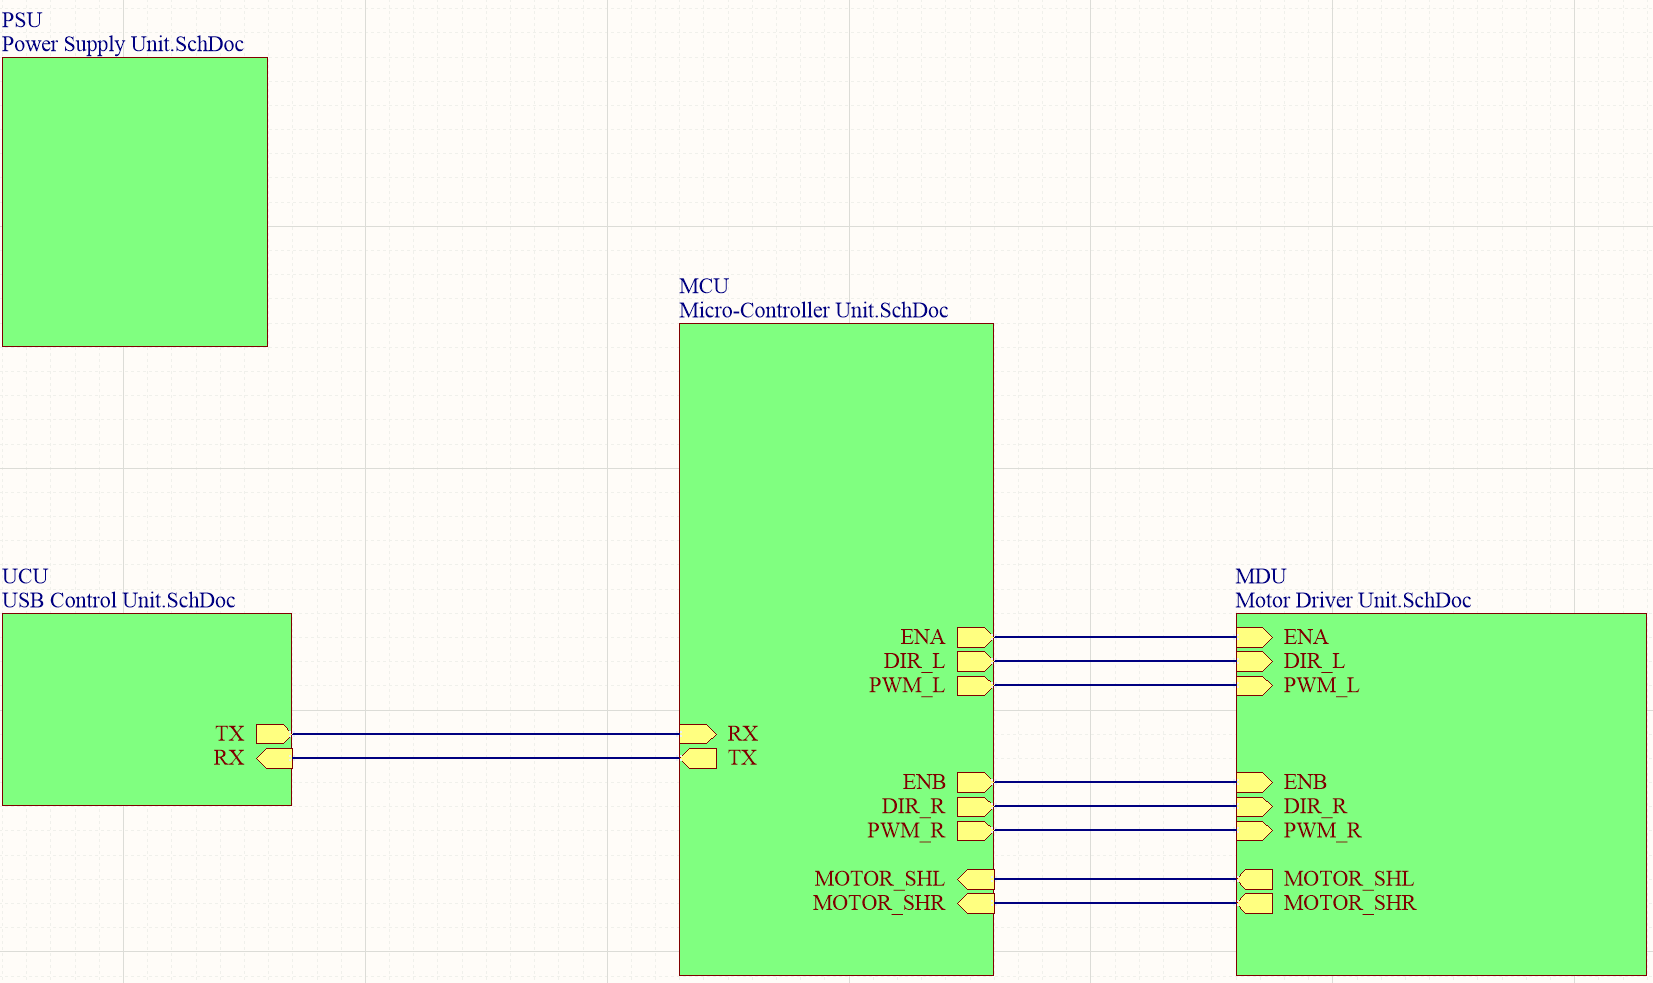 PSU
Power Supply Unit.SchDoc
MCU
Micro-Controller Unit.SchDoc
UCU
USB Control Unit.SchDoc
TX
RX
RX
TX
ENA
DIR_L
PWM_L
ENB
DIR_R
PWM_R
MOTOR_SHL
MOTOR_SHR
MDU
Motor Driver Unit.SchDoc
ENA
DIR_L
PWM_L
ENB
DIR_R
PWM_R
MOTOR_SHL
MOTOR_SHR